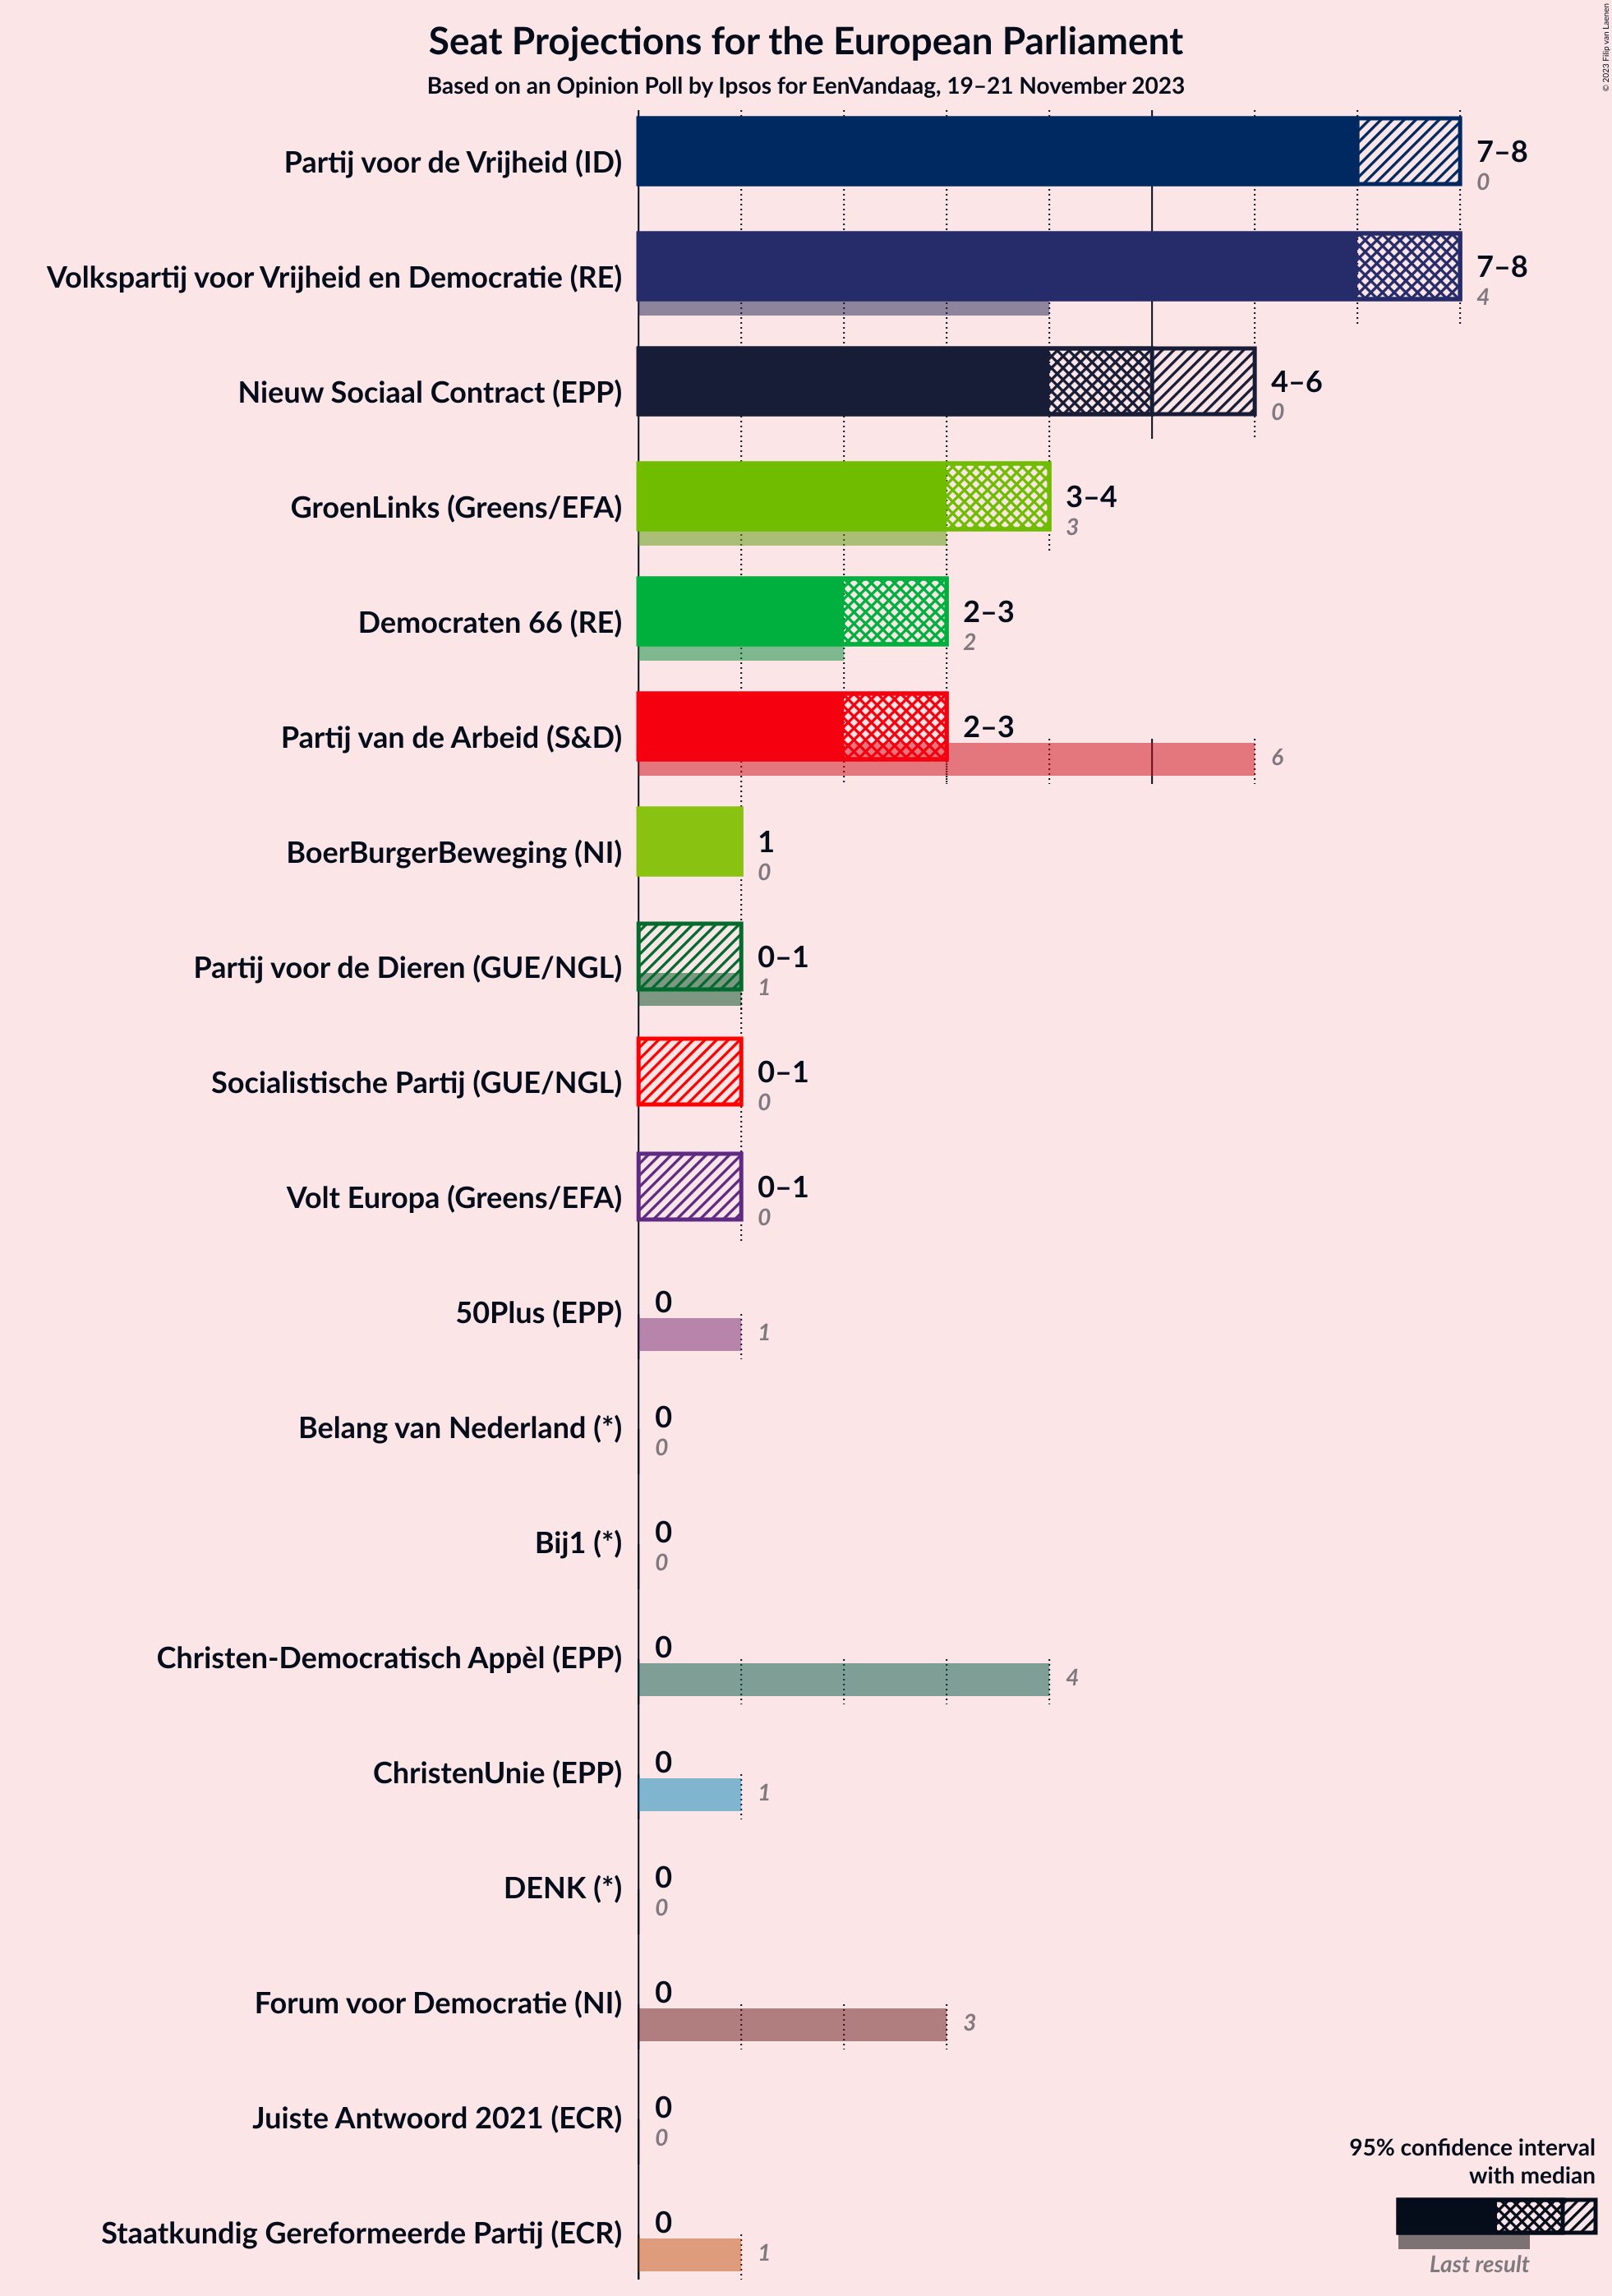 Seat Projections for the European Parliament
Based on an Opinion Poll by Ipsos for EenVandaag, 19–21 November 2023
© 2023 Filip van Laenen
Partij voor de Vrijheid (ID)
7–8
0
Volkspartij voor Vrijheid en Democratie (RE)
7–8
4
Nieuw Sociaal Contract (EPP)
4–6
0
GroenLinks (Greens/EFA)
3–4
3
Democraten 66 (RE)
2–3
2
Partij van de Arbeid (S&D)
2–3
6
BoerBurgerBeweging (NI)
1
0
Partij voor de Dieren (GUE/NGL)
0–1
1
Socialistische Partij (GUE/NGL)
0–1
0
Volt Europa (Greens/EFA)
0–1
0
50Plus (EPP)
0
1
Belang van Nederland (*)
0
0
Bij1 (*)
0
0
Christen-Democratisch Appèl (EPP)
0
4
ChristenUnie (EPP)
0
1
DENK (*)
0
0
Forum voor Democratie (NI)
0
3
Juiste Antwoord 2021 (ECR)
0
0
Staatkundig Gereformeerde Partij (ECR)
0
1
95% confidence interval
with median
Last result